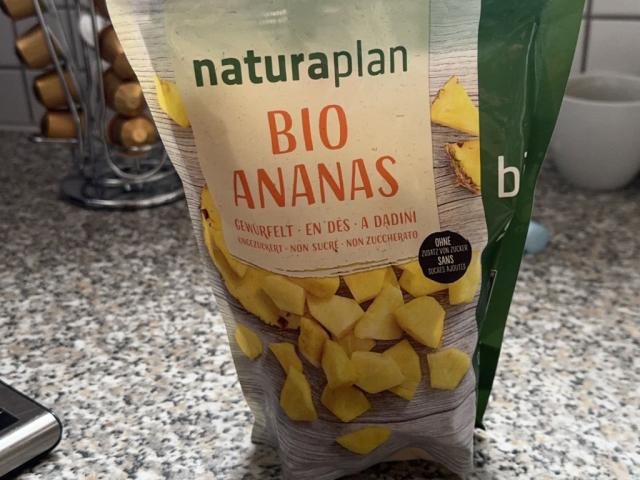 naturaplan
BIO
ANANAS
GEWÜRFELT · EN DÉS · A DADINI
UNGEZUCKERT · NON SUCRÉ · NON ZUCCHERATO
OHNE
ZUSATZ VON ZUCKER
SANS
SUCRES AJOUTÉS
bi